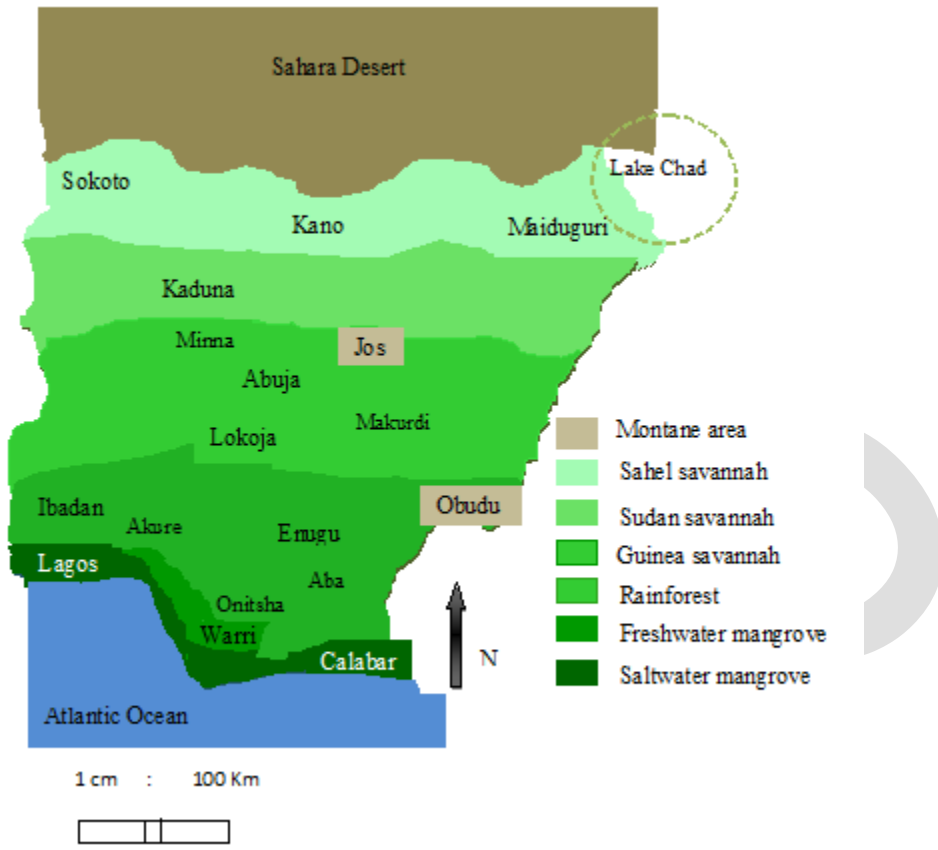 Sahara Desert
Lake Chad
Sokoto
Kano
Maiduguri
Kaduna
Minna
Jos
Abuja
Makurdi
Lokoja
Ibadan
Akure
Enugu
Obudu
Lagos
Aba
Onitsha
Warri
Calabar
Atlantic Ocean
N
Montane area
Sahel savannah
Sudan savannah
Guinea savannah
Rainforest
Freshwater mangrove
Saltwater mangrove
1 cm : 100 Km